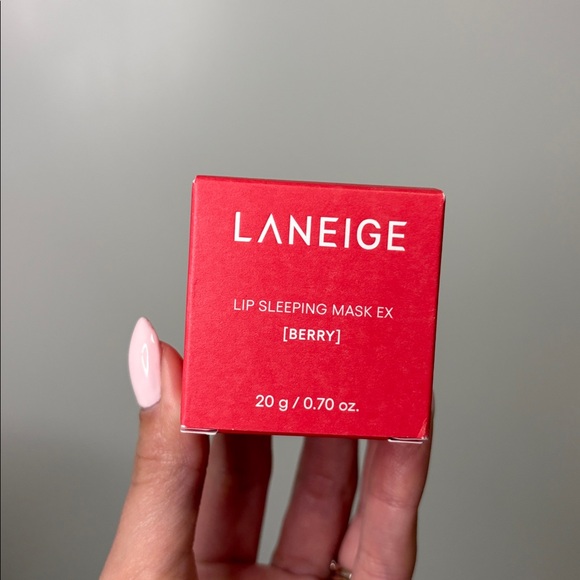 LANEIGE
LIP SLEEPING MASK EX
[BERRY]
20 g / 0.70 oz.